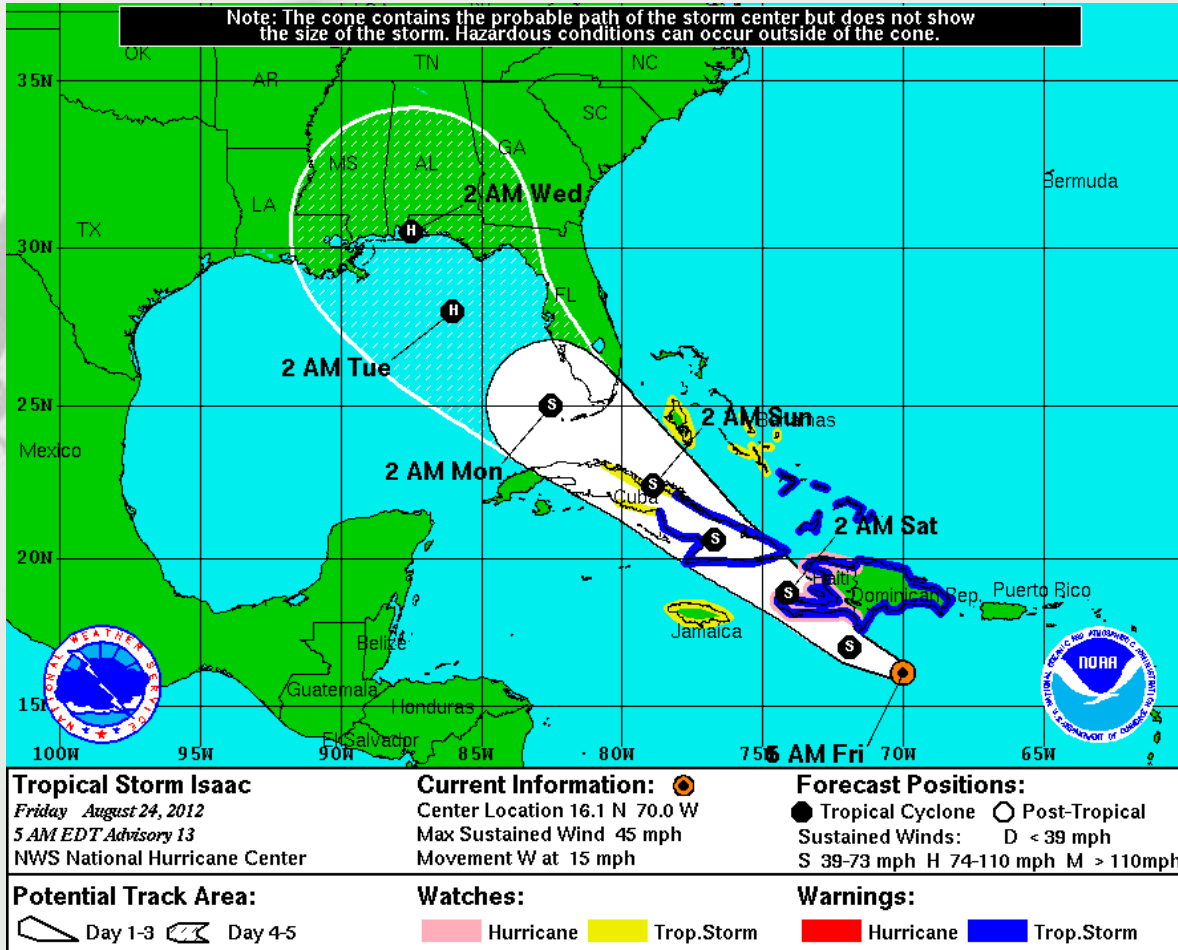 Note: The cone contains the probable path of the storm center but does not show
the size of the storm. Hazardous conditions can occur outside of the cone.
OK
TN
NC
35N
AR
SC
MS
AL
GA
2 AM Wed
Bermuda
LA
TX
30N
FL
2 AM Tue
25N
2 AM Sun
Bahamas
Mexico
2 AM Mon
Cuba
2 AM Sat
20N
Haiti
Dominican Rep.
Puerto Rico
Jamaica
Belize
NATIONAL WEATHER SERVICE
NOAA
Guatemala
15N
Honduras
El Salvador
5 AM Fri
100W
95W
90W
85W
80W
75W
70W
65W
Tropical Storm Isaac
Friday August 24, 2012
5 AM EDT Advisory 13
NWS National Hurricane Center
Current Information:
Center Location 16.1 N 70.0 W
Max Sustained Wind 45 mph
Movement W at 15 mph
Forecast Positions:
Tropical Cyclone Post-Tropical
Sustained Winds: D < 39 mph
S 39-73 mph H 74-110 mph M > 110mph
Potential Track Area:
Day 1-3 Day 4-5
Watches:
Hurricane Trop.Storm
Warnings:
Hurricane Trop.Storm
H
H
S
S
S
S
S